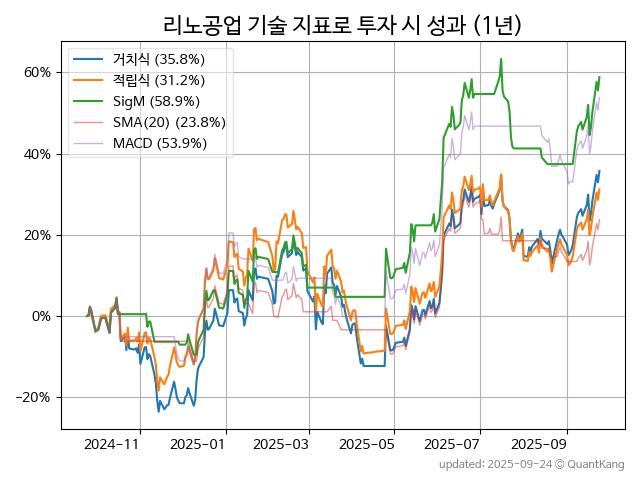 리노공업 기술 지표로 투자 시 성과 (1년)
거치식 (35.8%)
적립식 (31.2%)
SigM (58.9%)
SMA(20) (23.8%)
MACD (53.9%)
60%
40%
20%
0%
−20%
2024-11 2025-01 2025-03 2025-05 2025-07 2025-09
updated: 2025-09-24 © QuantKang